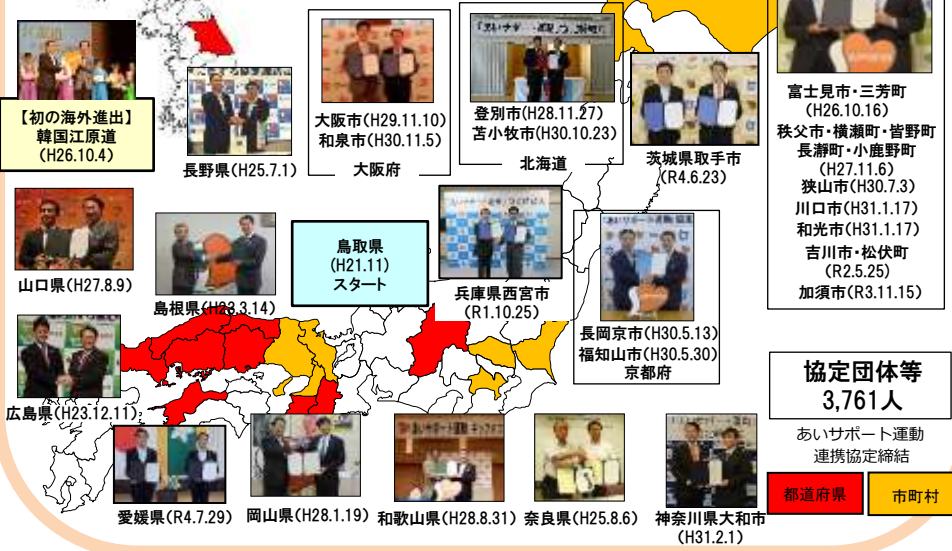 【初の海外進出】
韓国江原道
(H26.10.4)
長野県(H25.7.1)
大阪市(H29.11.10)
和泉市(H30.11.5)
大阪府
「あいサポート運動」
登別市(H28.11.27)
苫小牧市(H30.10.23)
北海道
茨城県取手市
(R4.6.23)
富士見市・三芳町
(H26.10.16)
秩父市・横瀬町・皆野町
長瀞町・小鹿野町
(H27.11.6)
狭山市(H30.7.3)
川口市(H31.1.17)
和光市(H31.1.17)
吉川市・松伏町
(R2.5.25)
加須市(R3.11.15)
山口県(H27.8.9)
島根県(H23.3.14)
鳥取県
(H21.11)
スタート
兵庫県西宮市
(R1.10.25)
長岡京市(H30.5.13)
福知山市(H30.5.30)
京都府
広島県(H23.12.11)
愛媛県(R4.7.29)
岡山県(H28.1.19)
和歌山県(H28.8.31)
奈良県(H25.8.6)
神奈川県大和市
(H31.2.1)
協定団体等
3,761人
あいサポート運動
連携協定締結
都道府県
市町村